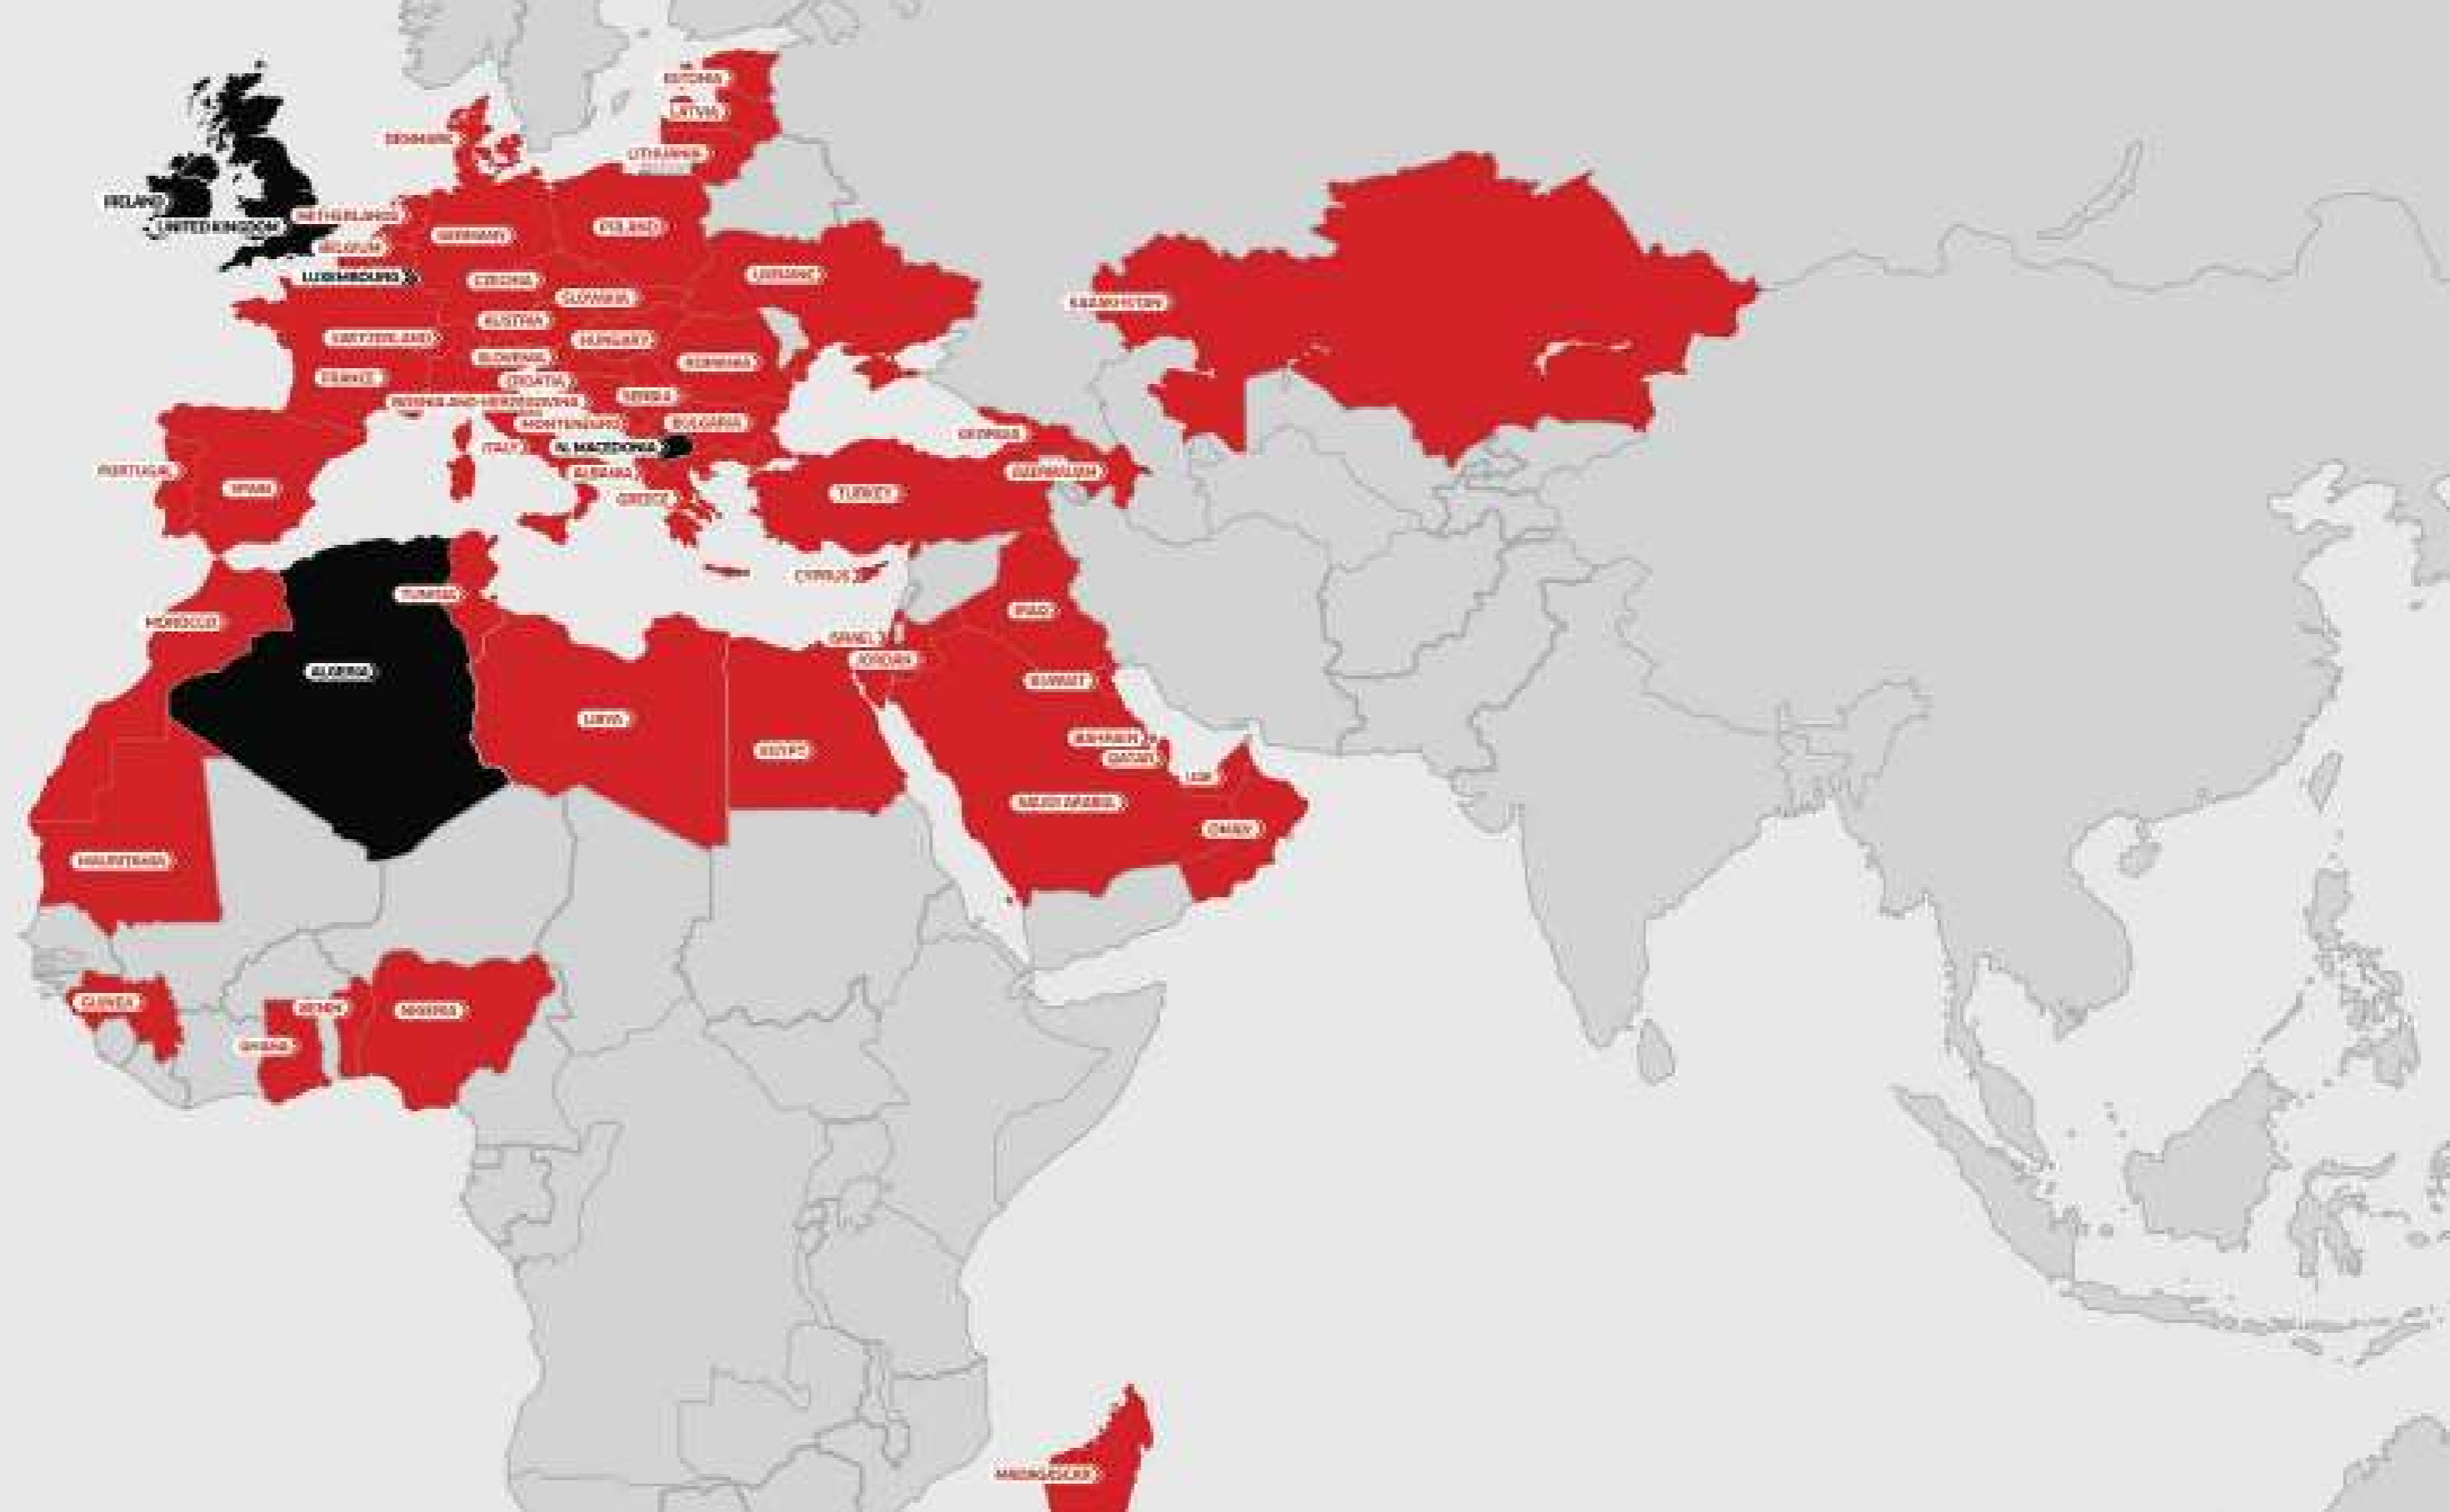 ESTONIA
LATVIA
DENMARK
LITHUANIA
IRELAND
NETHERLANDS
UNITED KINGDOM
GERMANY
POLAND
BELGIUM
LUXEMBOURG
CZECHIA
UKRAINE
SLOVAKIA
KAZAKHSTAN
AUSTRIA
SWITZERLAND
HUNGARY
SLOVENIA
ROMANIA
FRANCE
CROATIA
SERBIA
BOSNIA AND HERZEGOVINA
MONTENEGRO
BULGARIA
GEORGIA
ITALY
N. MACEDONIA
PORTUGAL
ALBANIA
AZERBAIJAN
SPAIN
GREECE
TURKEY
CYPRUS
TUNISIA
IRAQ
MOROCCO
ISRAEL
JORDAN
ALGERIA
KUWAIT
LIBYA
EGYPT
BAHRAIN
QATAR
UAE
SAUDI ARABIA
OMAN
MAURITANIA
GUINEA
BENIN
NIGERIA
GHANA
MADAGASCAR